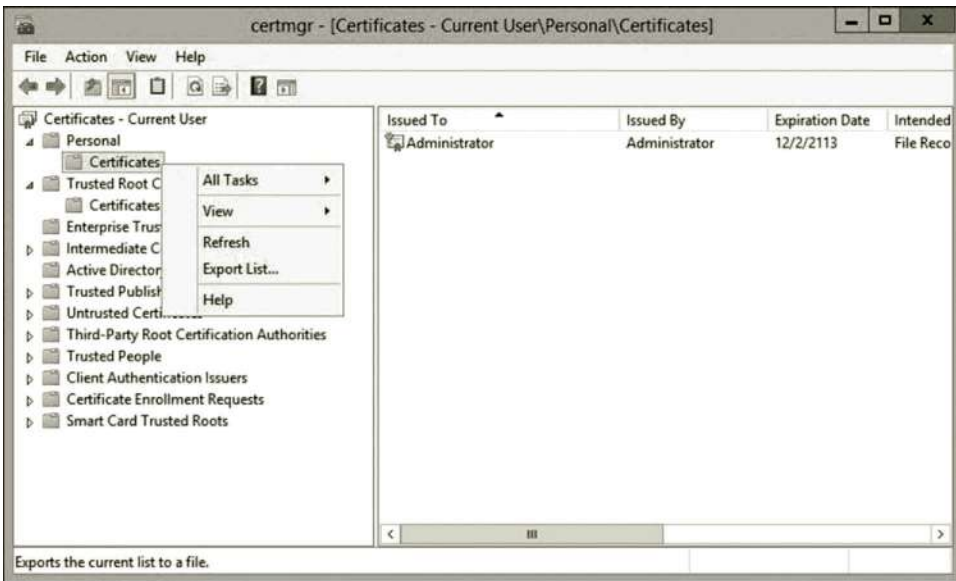 certmgr - [Certificates - Current User\Personal\Certificates]
File Action View Help
Certificates - Current User
Personal
Certificates
Trusted Root C
Certificates
Enterprise Trus
Intermediate C
Active Director
Trusted Publish
Untrusted Certi
Third-Party Root Certification Authorities
Trusted People
Client Authentication Issuers
Certificate Enrollment Requests
Smart Card Trusted Roots
All Tasks
View
Refresh
Export List...
Help
Issued To Issued By Expiration Date Intended
Administrator Administrator 12/2/2113 File Reco
Exports the current list to a file.